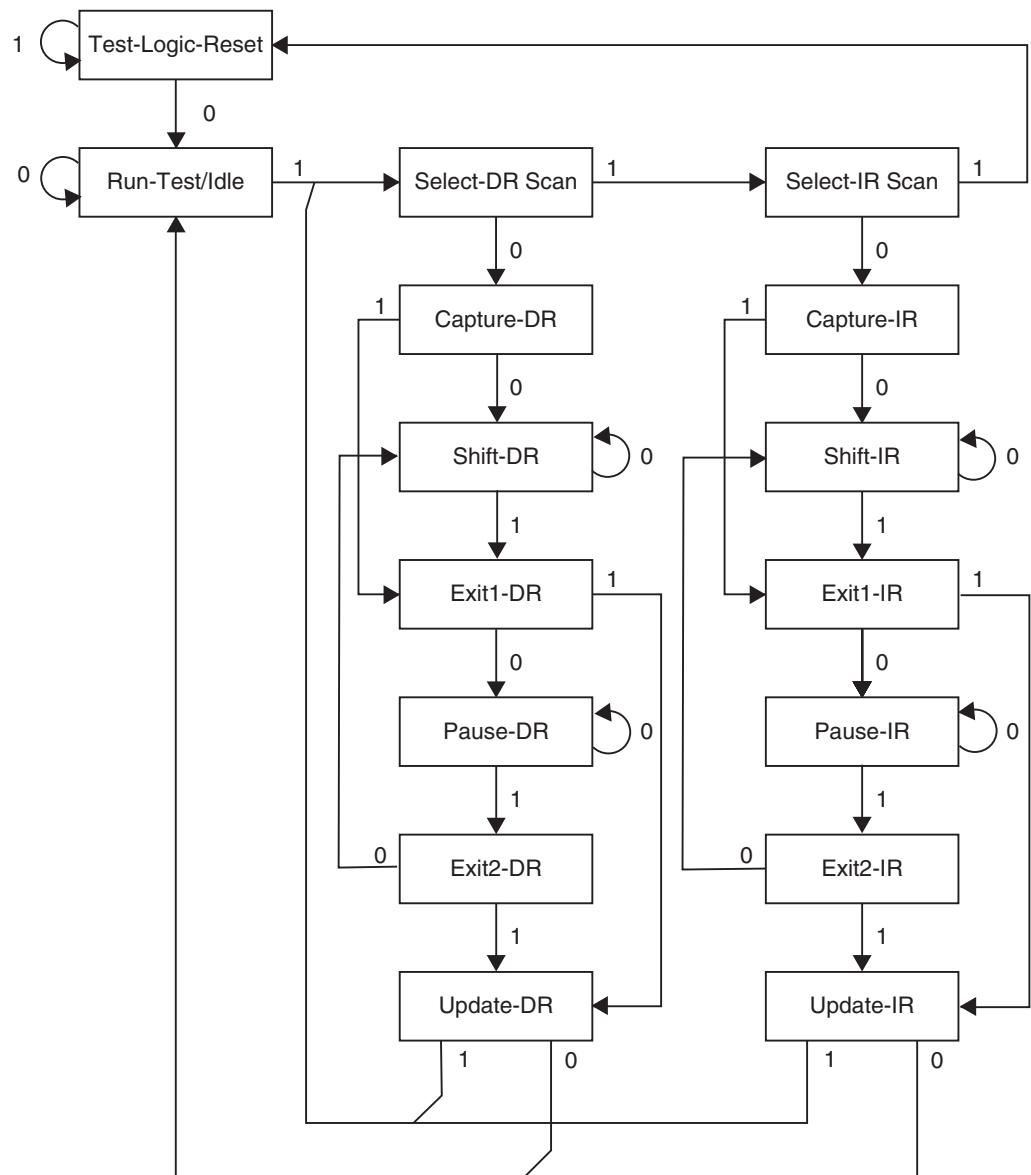 1 Test-Logic-Reset
0
0 Run-Test/Idle 1 Select-DR Scan 1 Select-IR Scan 1
0 0
1 Capture-DR 1 Capture-IR
0 0
Shift-DR 0 Shift-IR 0
1 1
Exit1-DR 1 Exit1-IR 1
0 0
Pause-DR 0 Pause-IR 0
1 1
0 Exit2-DR 0 Exit2-IR
1 1
Update-DR Update-IR
1 0 1 0